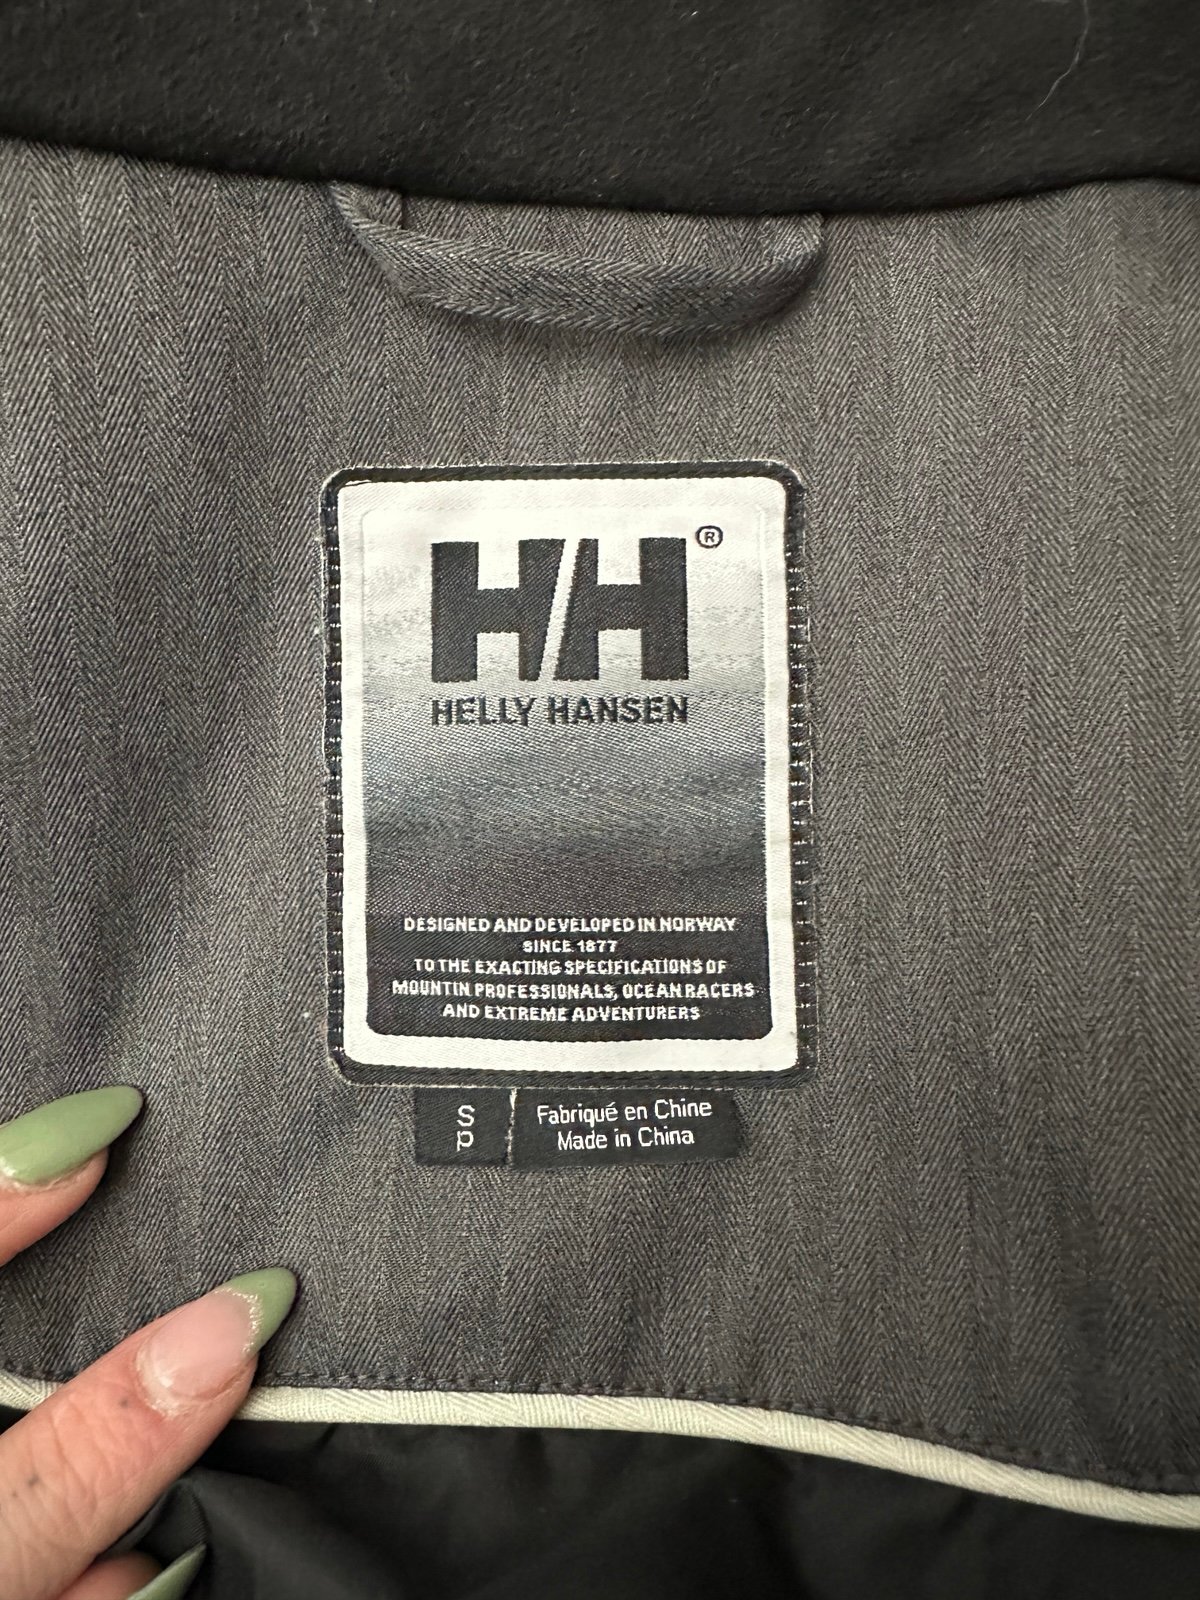 HH®
HELLY HANSEN
DESIGNED AND DEVELOPED IN NORWAY
SINCE 1877
TO THE EXACTING SPECIFICATIONS OF
MOUNTIN PROFESSIONALS, OCEAN RACERS
AND EXTREME ADVENTURERS
S
P
Fabriqué en Chine
Made in China